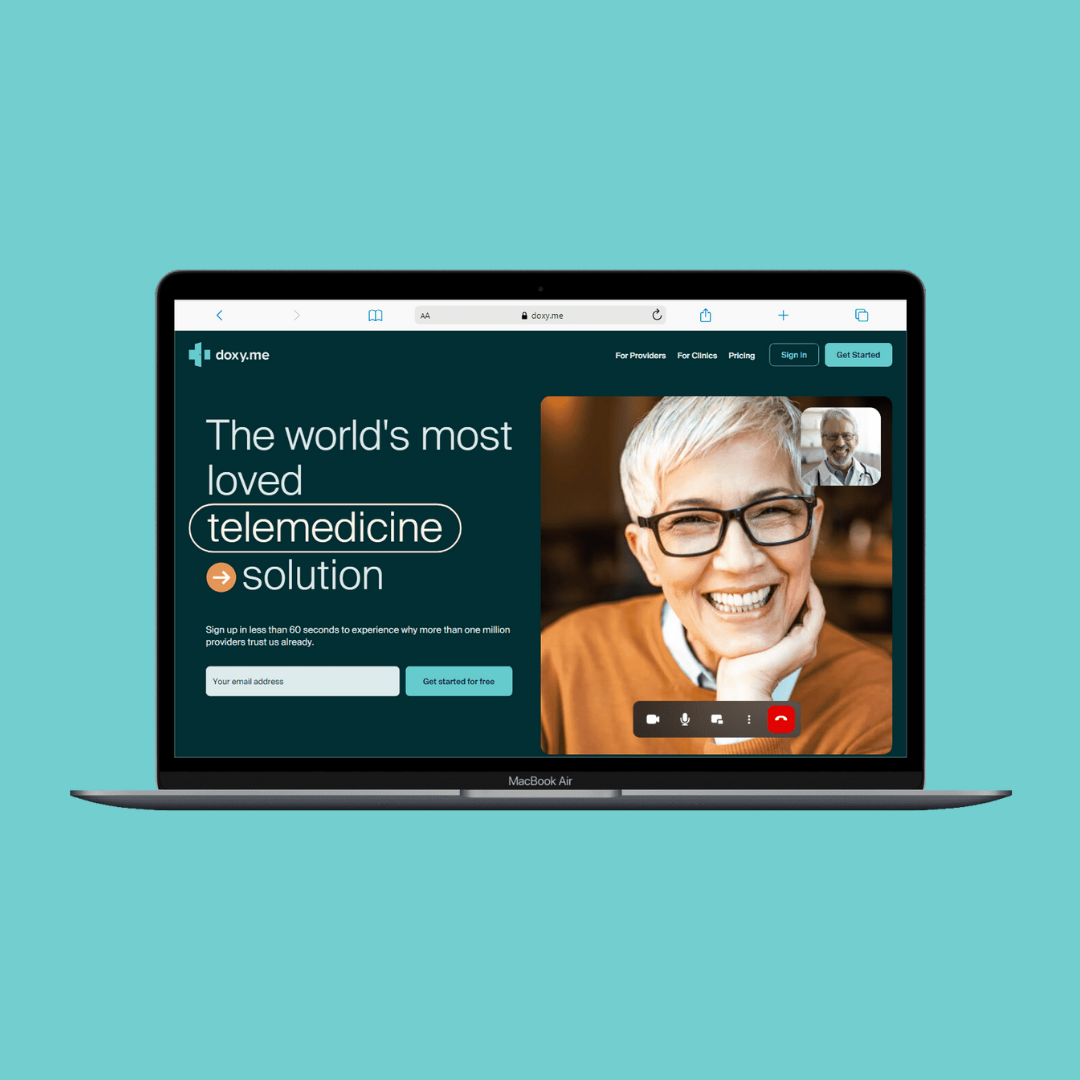 AA
doxy.me
doxy.me
For Providers
For Clinics
Pricing
Sign in
Get Started
The world's most
loved
telemedicine
solution
Sign up in less than 60 seconds to experience why more than one million
providers trust us already.
Your email address
Get started for free
MacBook Air